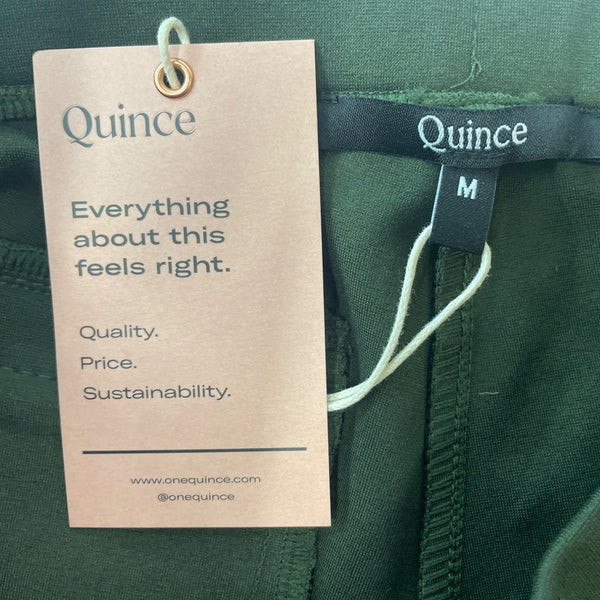 Quince
Everything
about this
feels right.
Quality.
Price.
Sustainability.
www.onequince.com
@onequince
Quince
M